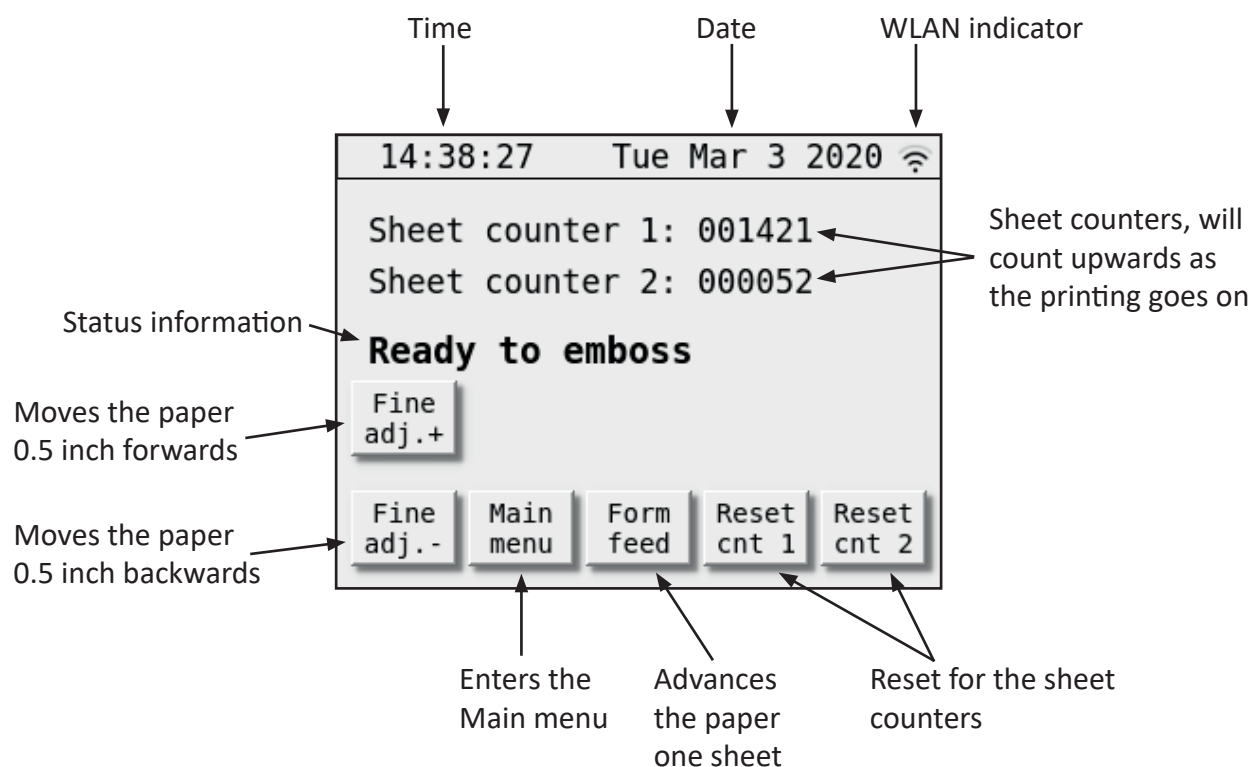 Time
Date
WLAN indicator
14:38:27 Tue Mar 3 2020
Sheet counter 1: 001421
Sheet counter 2: 000052
Sheet counters, will
count upwards as
the printing goes on
Status information
Ready to emboss
Moves the paper
0.5 inch forwards
Fine
adj.+
Moves the paper
0.5 inch backwards
Fine
adj.-
Main
menu
Form
feed
Reset
cnt 1
Reset
cnt 2
Enters the
Main menu
Advances
the paper
one sheet
Reset for the sheet
counters